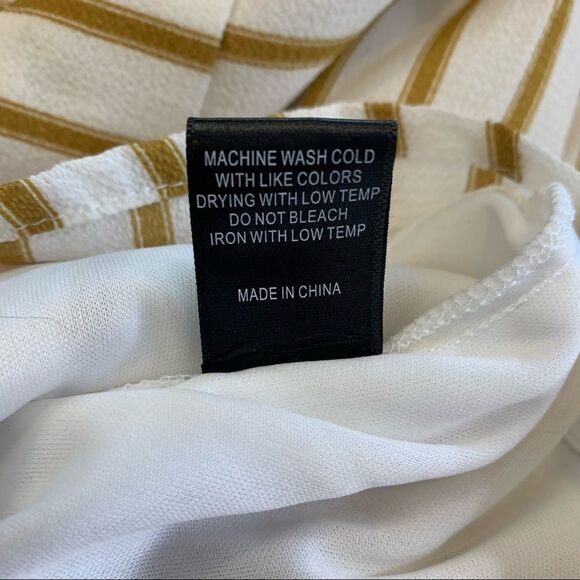 MACHINE WASH COLD
WITH LIKE COLORS
DRYING WITH LOW TEMP
DO NOT BLEACH
IRON WITH LOW TEMP
MADE IN CHINA